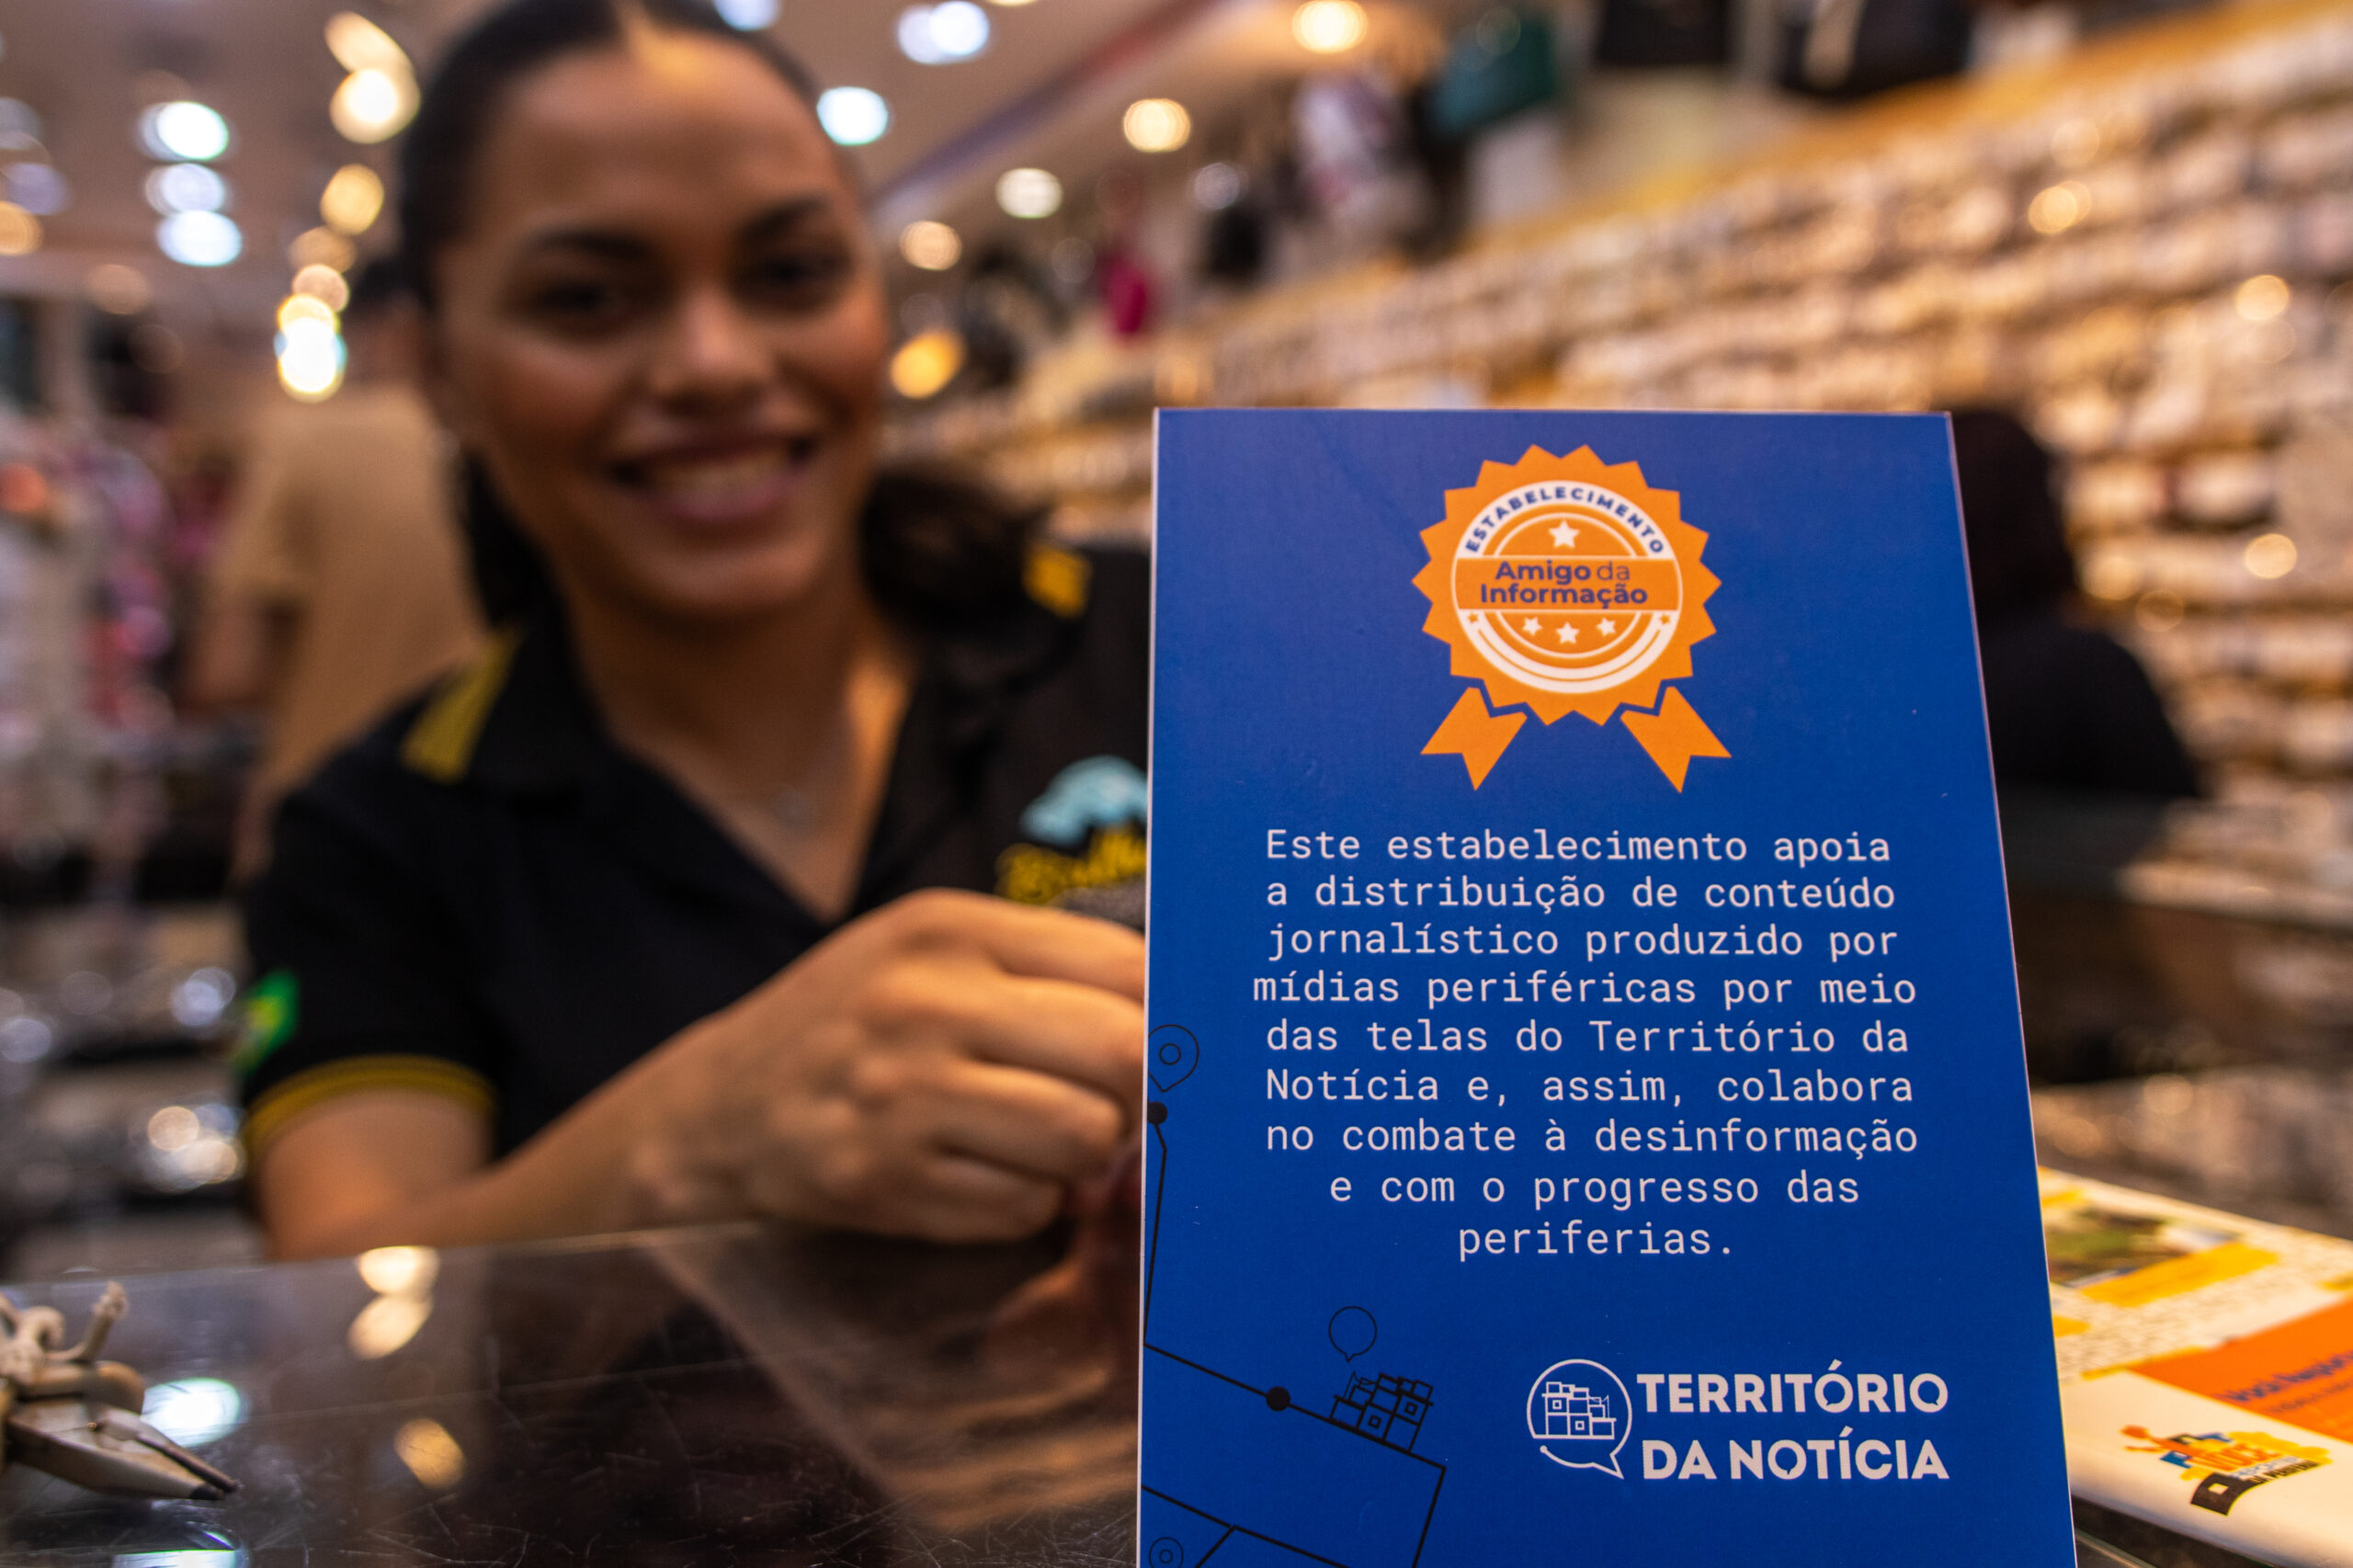 ESTABELECIMENTO
Amigo da
Informação
Este estabelecimento apoia
a distribuição de conteúdo
jornalístico produzido por
mídias periféricas por meio
das telas do Território da
Notícia e, assim, colabora
no combate à desinformação
e com o progresso das
periferias.
TERRITÓRIO
DA NOTÍCIA